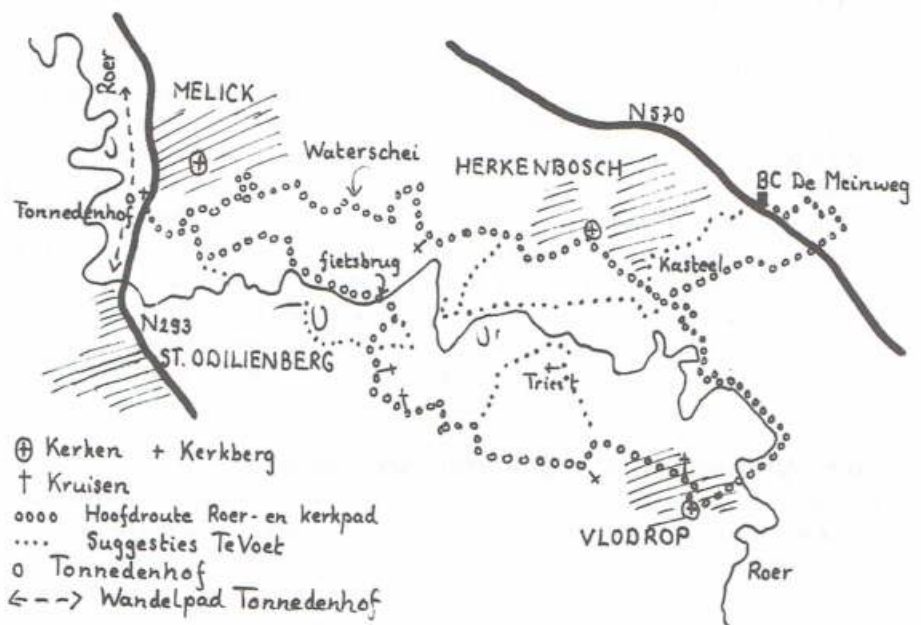 Roer
MELICK
N570
Waterschei
HERKENBOSCH
BC De Meinweg
Tonnedenhof
Kasteel
fietsbrug
N293
ST. ODILIENBERG
Triest
Kerken + Kerkberg
† Kruisen
oooo Hoofdroute Roer- en kerkpad
.... Suggesties TeVoet
o Tonnedenhof
<---> Wandelpad Tonnedenhof
VLODROP
Roer